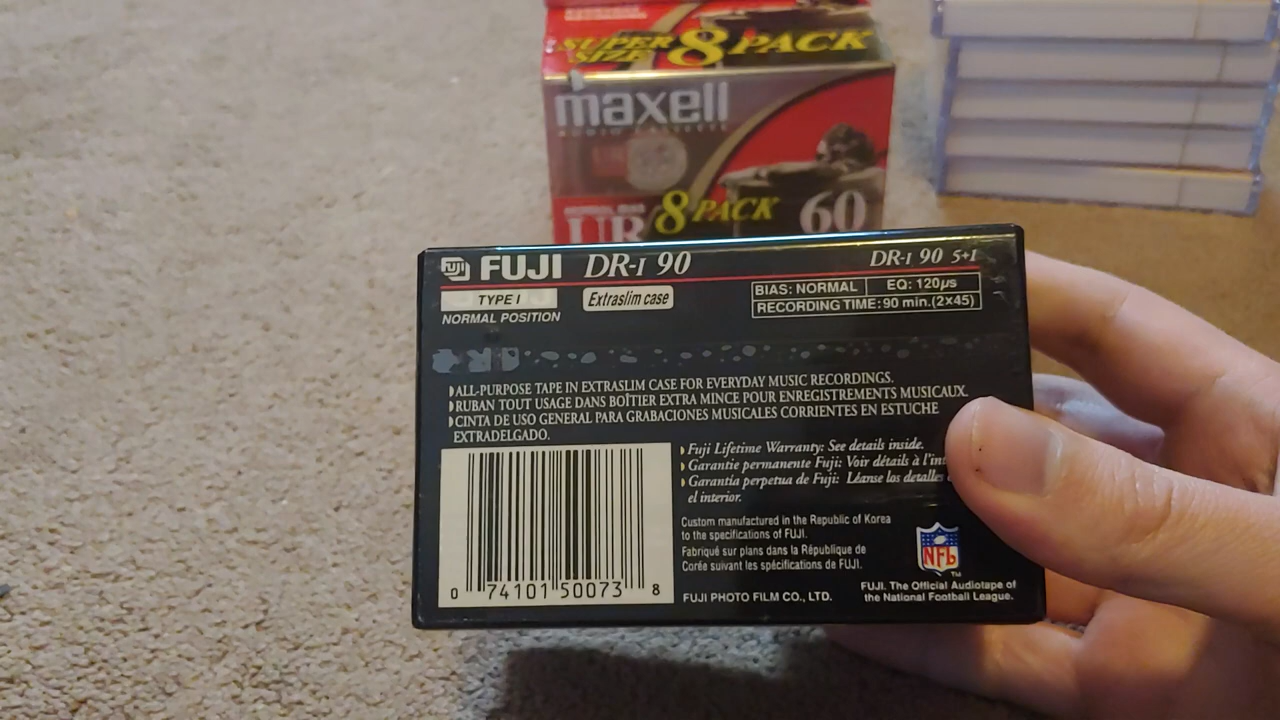 SUPER
SIZE
8 PACK
maxell
AUDIO CASSETTE
8 PACK
60
UR
FUJI
FUJI DR-I 90
DR-I 90 5+1
TYPE I
Extraslim case
BIAS: NORMAL
EQ: 120µs
NORMAL POSITION
RECORDING TIME: 90 min.(2×45)
ALL-PURPOSE TAPE IN EXTRASLIM CASE FOR EVERYDAY MUSIC RECORDINGS.
RUBAN TOUT USAGE DANS BOÎTIER EXTRA MINCE POUR ENREGISTREMENTS MUSICAUX.
CINTA DE USO GENERAL PARA GRABACIONES MUSICALES CORRIENTES EN ESTUCHE
EXTRADELGADO.
Fuji Lifetime Warranty: See details inside.
Garantie permanente Fuji: Voir détails à
Garantía perpetua de Fuji: Léanse los detalles
el interior.
Custom manufactured in the Republic of Korea
to the specifications of FUJI.
Fabriqué sur plans dans la République de
Corée suivant les spécifications de FUJI.
FUJI PHOTO FILM CO., LTD.
NFL
TM
FUJI. The Official Audiotape of
the National Football League.
0 74101 50073 8